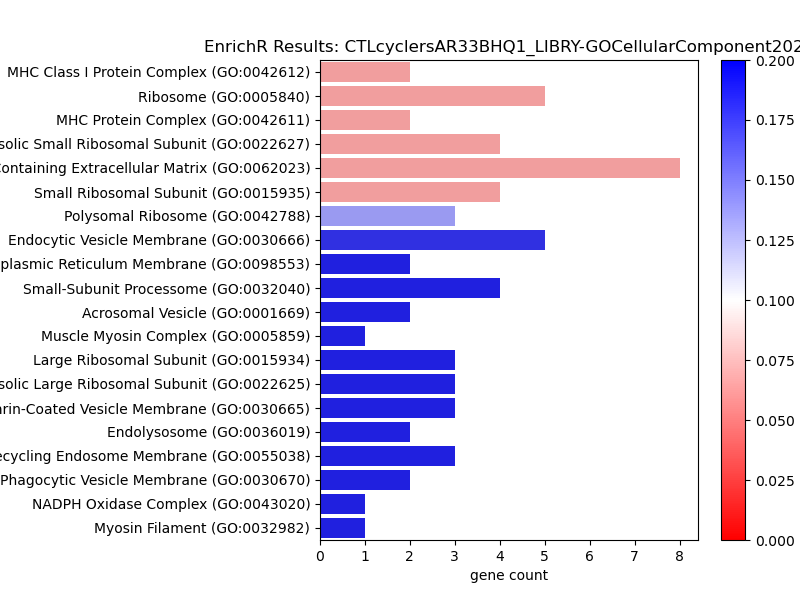 EnrichR Results: CTLcyclersAR33BHQ1_LIBRY-GOCellularComponent202
MHC Class I Protein Complex (GO:0042612)
Ribosome (GO:0005840)
MHC Protein Complex (GO:0042611)
solic Small Ribosomal Subunit (GO:0022627)
Containing Extracellular Matrix (GO:0062023)
Small Ribosomal Subunit (GO:0015935)
Polysomal Ribosome (GO:0042788)
Endocytic Vesicle Membrane (GO:0030666)
plasmic Reticulum Membrane (GO:0098553)
Small-Subunit Processome (GO:0032040)
Acrosomal Vesicle (GO:0001669)
Muscle Myosin Complex (GO:0005859)
Large Ribosomal Subunit (GO:0015934)
solic Large Ribosomal Subunit (GO:0022625)
rin-Coated Vesicle Membrane (GO:0030665)
Endolysosome (GO:0036019)
ecycling Endosome Membrane (GO:0055038)
Phagocytic Vesicle Membrane (GO:0030670)
NADPH Oxidase Complex (GO:0043020)
Myosin Filament (GO:0032982)
0 1 2 3 4 5 6 7 8
gene count
0.200
0.175
0.150
0.125
0.100
0.075
0.050
0.025
0.000